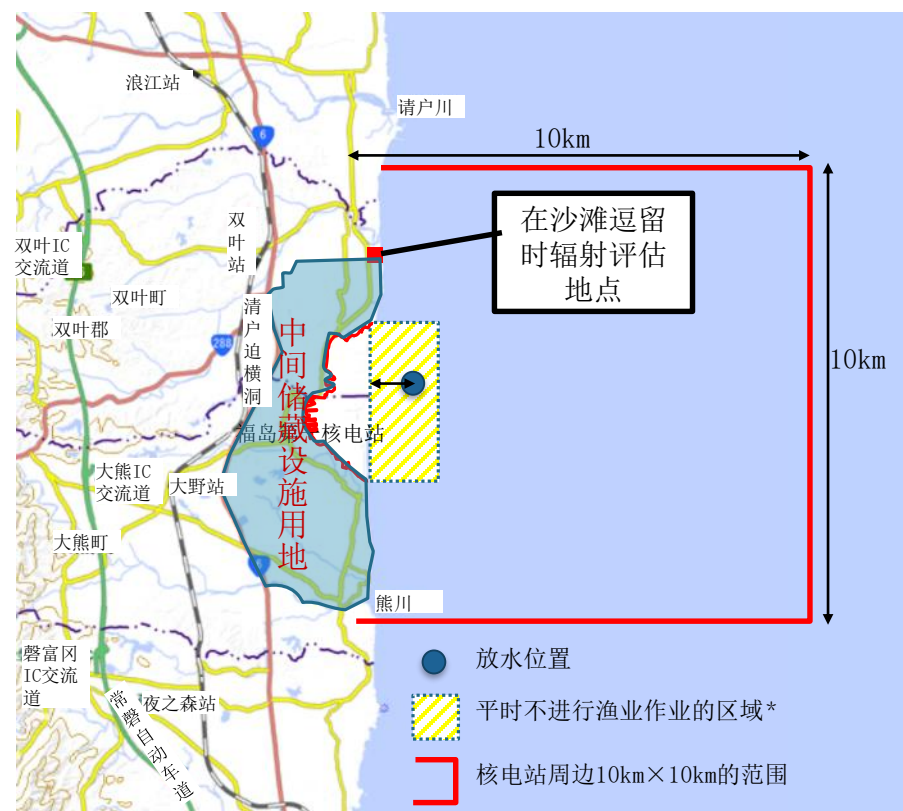 浪江站
请户川
6
10km
在沙滩逗留
时辐射评估
地点
双叶站
双叶IC
交流道
双叶町
双叶郡
清户迫横洞
288
中间储藏设施用地
10km
福岛第一核电站
大熊IC
交流道
大野站
大熊町
6
熊川
磐富冈
IC交流
道
夜之森站
常磐自动车道
放水位置
平时不进行渔业作业的区域*
核电站周边10km×10km的范围